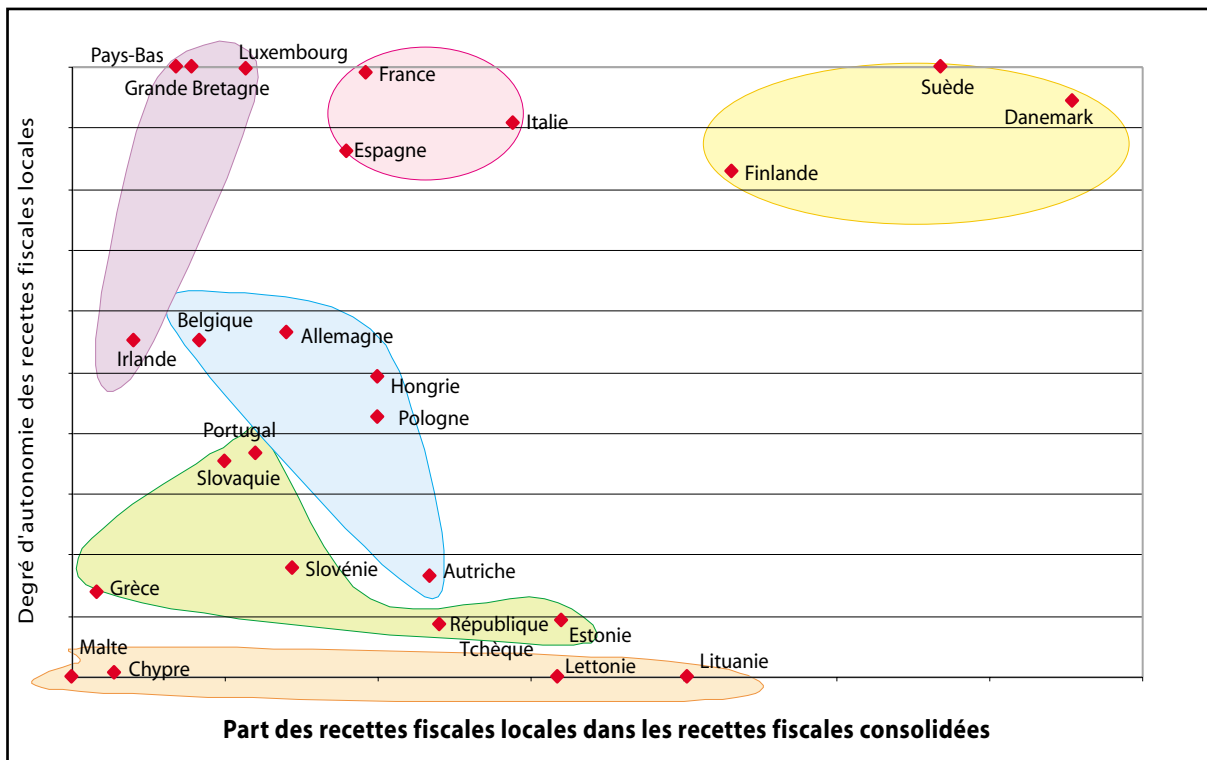 Pays-Bas
Luxembourg
Grande Bretagne
France
Italie
Espagne
Suède
Danemark
Finlande
Degré d'autonomie des recettes fiscales locales
Belgique
Allemagne
Irlande
Hongrie
Pologne
Portugal
Slovaquie
Slovénie
Autriche
Grèce
République
Tchèque
Estonie
Malte
Chypre
Lettonie
Lituanie
Part des recettes fiscales locales dans les recettes fiscales consolidées